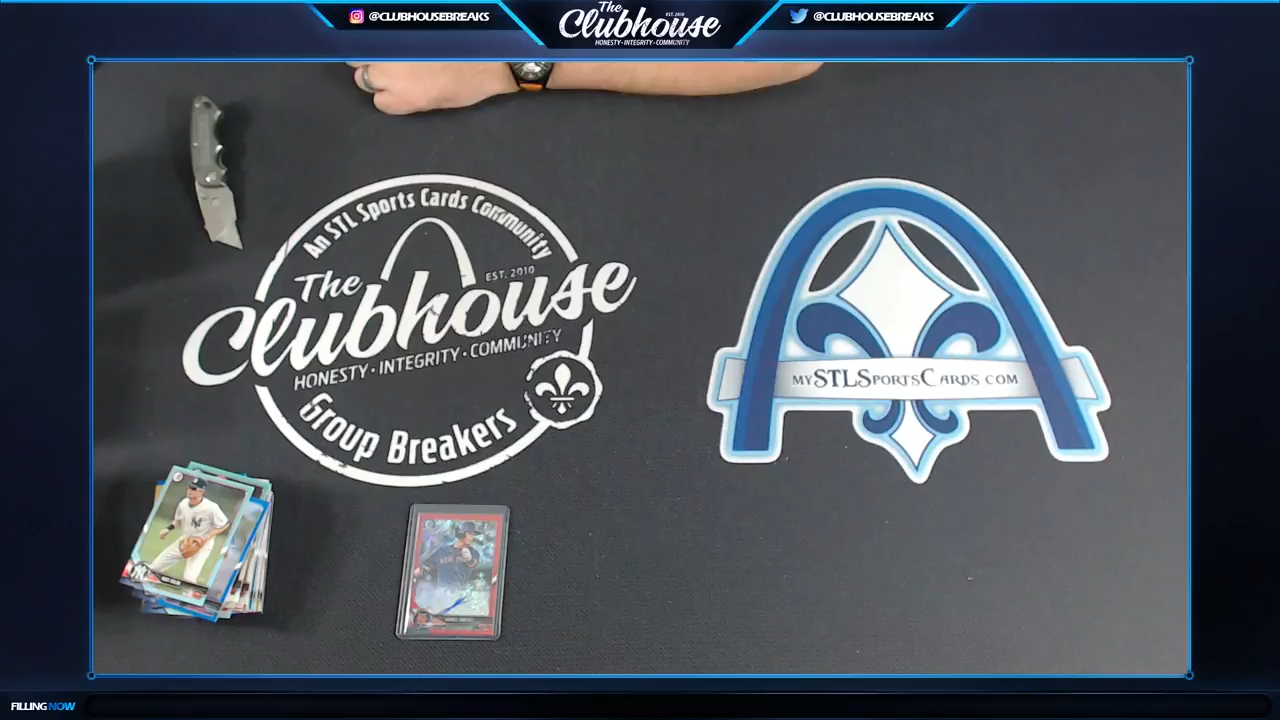 @CLUBHOUSEBREAKS
The
Clubhouse
EST. 2010
HONESTY • INTEGRITY • COMMUNITY
@CLUBHOUSEBREAKS
An STL Sports Cards Community
The
EST. 2010
Clubhouse
HONESTY • INTEGRITY • COMMUNITY
Group Breakers
MYSTLSPORTSCARDS.COM
FILLING NOW